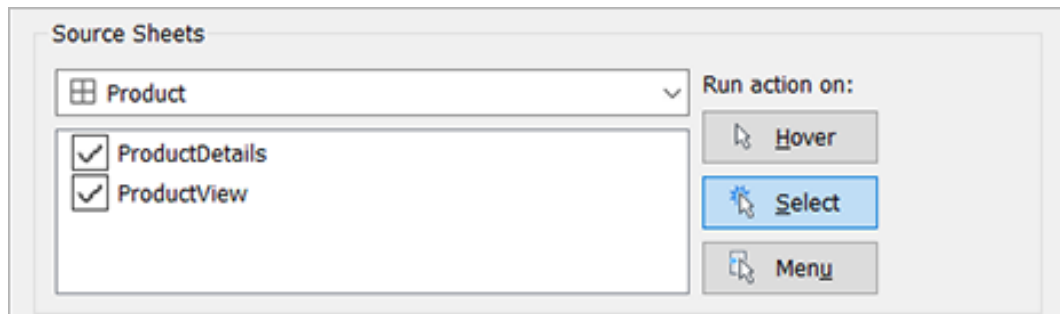 Source Sheets
Product
Run action on:
ProductDetails
ProductView
Hover
Select
Menu